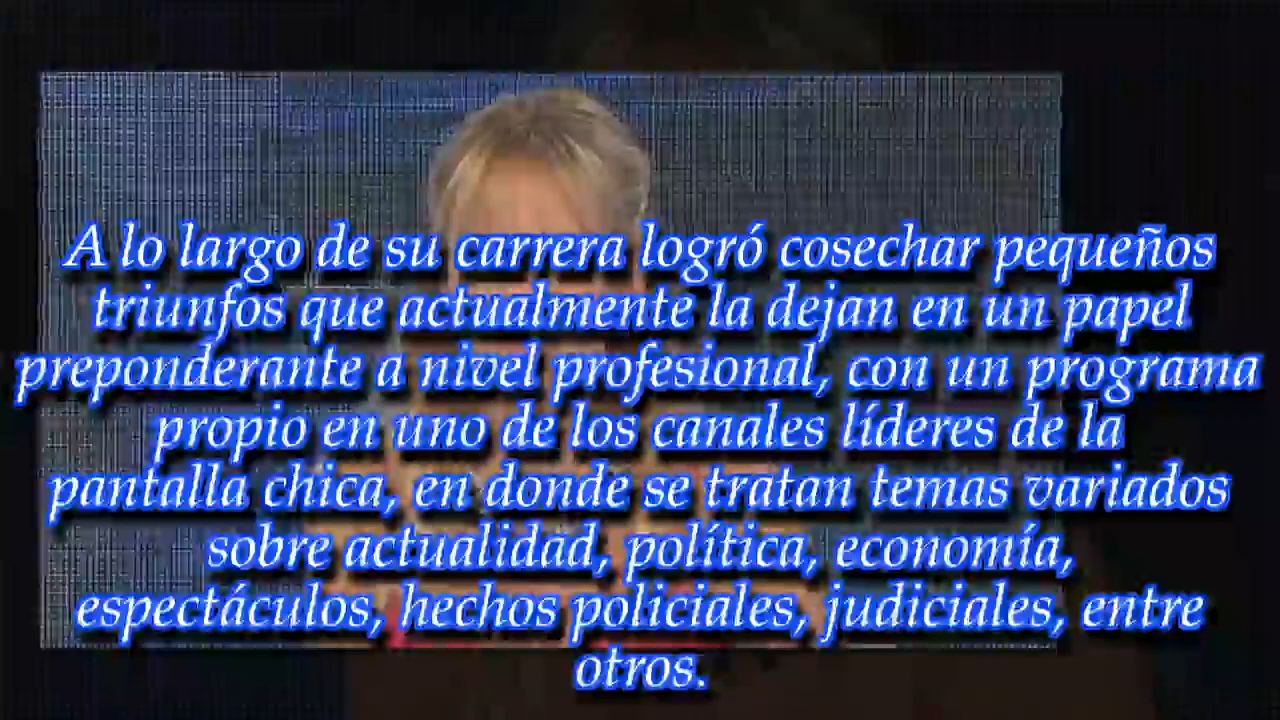 A lo largo de su carrera logró cosechar pequeños
triunfos que actualmente la dejan en un papel
preponderante a nivel profesional, con un programa
propio en uno de los canales líderes de la
pantalla chica, en donde se tratan temas variados
sobre actualidad, política, economía,
espectáculos, hechos policiales, judiciales, entre
otros.